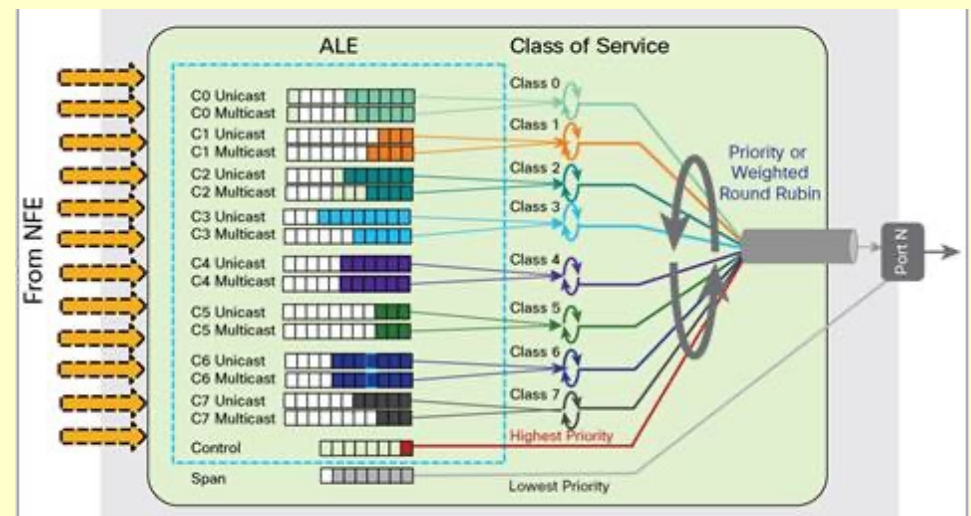 ALE
Class of Service
From NFE
C0 Unicast
C0 Multicast
C1 Unicast
C1 Multicast
C2 Unicast
C2 Multicast
C3 Unicast
C3 Multicast
C4 Unicast
C4 Multicast
C5 Unicast
C5 Multicast
C6 Unicast
C6 Multicast
C7 Unicast
C7 Multicast
Control
Span
Class 0
Class 1
Class 2
Class 3
Class 4
Class 5
Class 6
Class 7
Highest Priority
Lowest Priority
Priority or
Weighted
Round Rubin
Port N